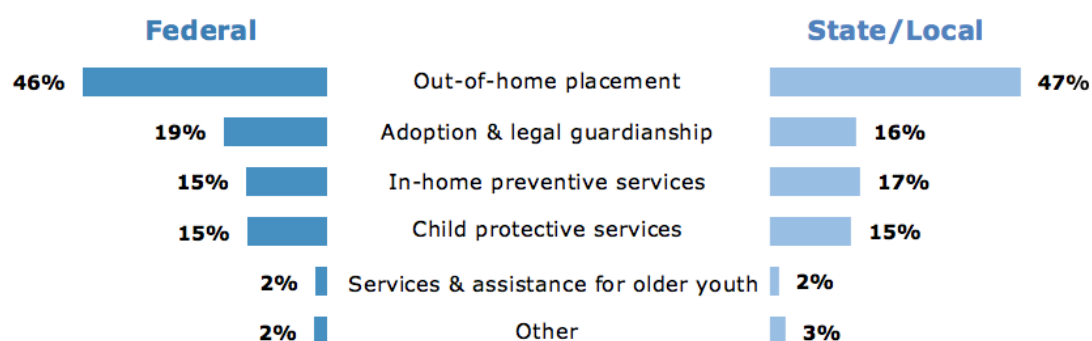 Federal State/Local
46% Out-of-home placement 47%
19% Adoption & legal guardianship 16%
15% In-home preventive services 17%
15% Child protective services 15%
2% Services & assistance for older youth 2%
2% Other 3%